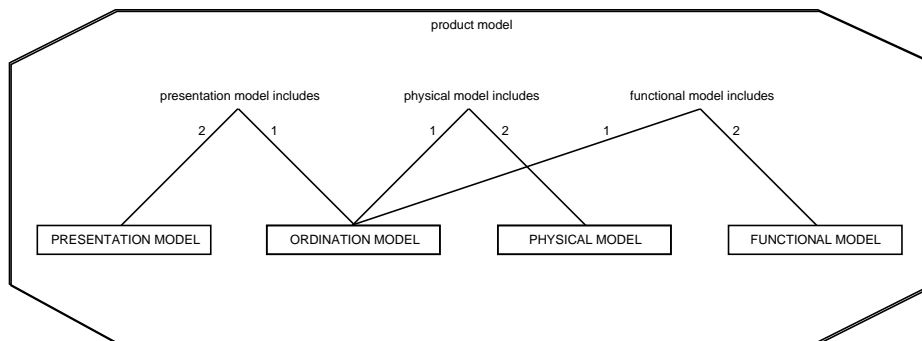 product model
presentation model includes physical model includes functional model includes
2 1 1 2 1 2
PRESENTATION MODEL ORDINATION MODEL PHYSICAL MODEL FUNCTIONAL MODEL